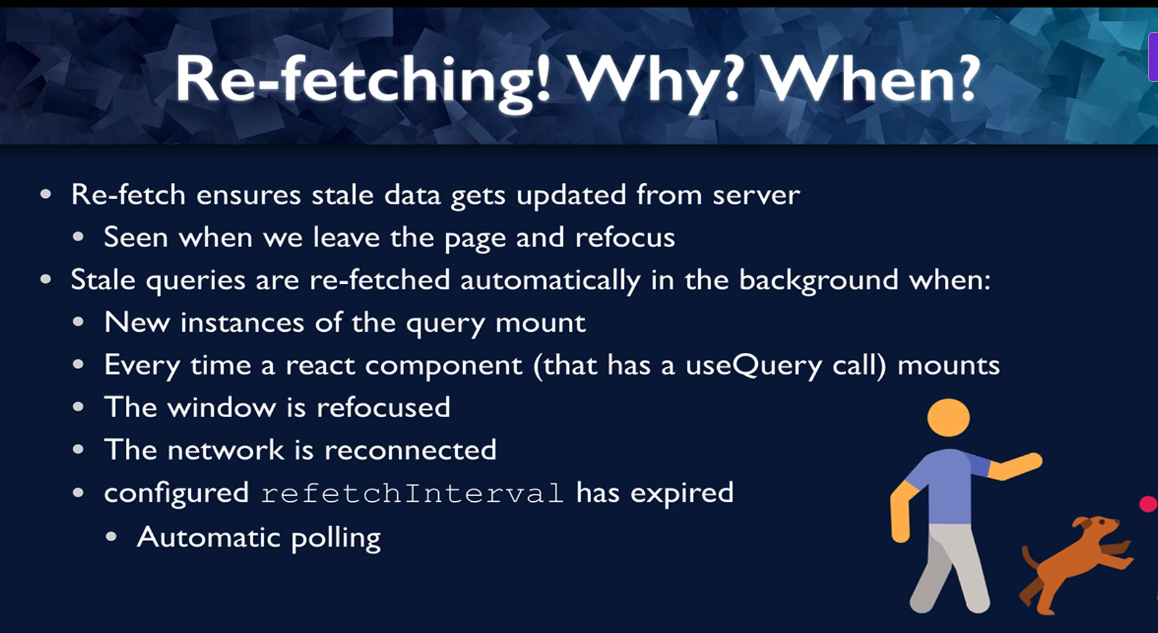 Re-fetching! Why? When?
• Re-fetch ensures stale data gets updated from server
• Seen when we leave the page and refocus
• Stale queries are re-fetched automatically in the background when:
• New instances of the query mount
• Every time a react component (that has a useQuery call) mounts
• The window is refocused
• The network is reconnected
• configured refetchInterval has expired
• Automatic polling